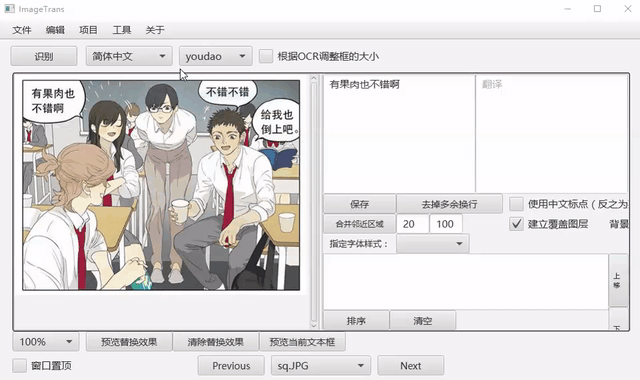 ImageTrans
文件 编辑 项目 工具 关于
识别 简体中文 youdao 根据OCR调整框的大小
有果肉也
不错啊
不错不错
给我也
倒上吧。
有果肉也不错啊
翻译
保存 去掉多余换行 使用中文标点（反之为
合并邻近区域 20 100 建立覆盖图层 背景
指定字体样式：
上
移
排序 清空 下
100% 预览替换效果 清除替换效果 预览当前文本框
窗口置顶 Previous sq.JPG Next